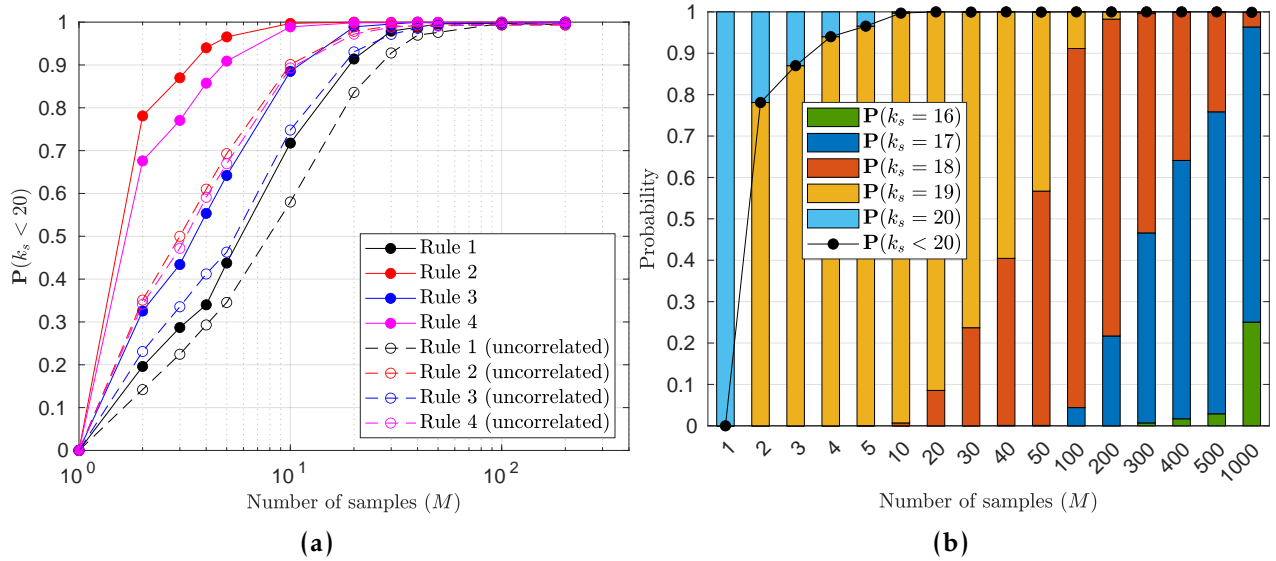 1
0.9
0.8
0.7
0.6
0.5
0.4
0.3
0.2
0.1
0
P(k_s < 20)
Rule 1
Rule 2
Rule 3
Rule 4
Rule 1 (uncorrelated)
Rule 2 (uncorrelated)
Rule 3 (uncorrelated)
Rule 4 (uncorrelated)
10^0 10^1 10^2
Number of samples (M)
(a)
1
0.9
0.8
0.7
0.6
0.5
0.4
0.3
0.2
0.1
0
Probability
P(k_s = 16)
P(k_s = 17)
P(k_s = 18)
P(k_s = 19)
P(k_s = 20)
P(k_s < 20)
1 2 3 4 5 10 20 30 40 50 100 200 300 400 500 1000
Number of samples (M)
(b)